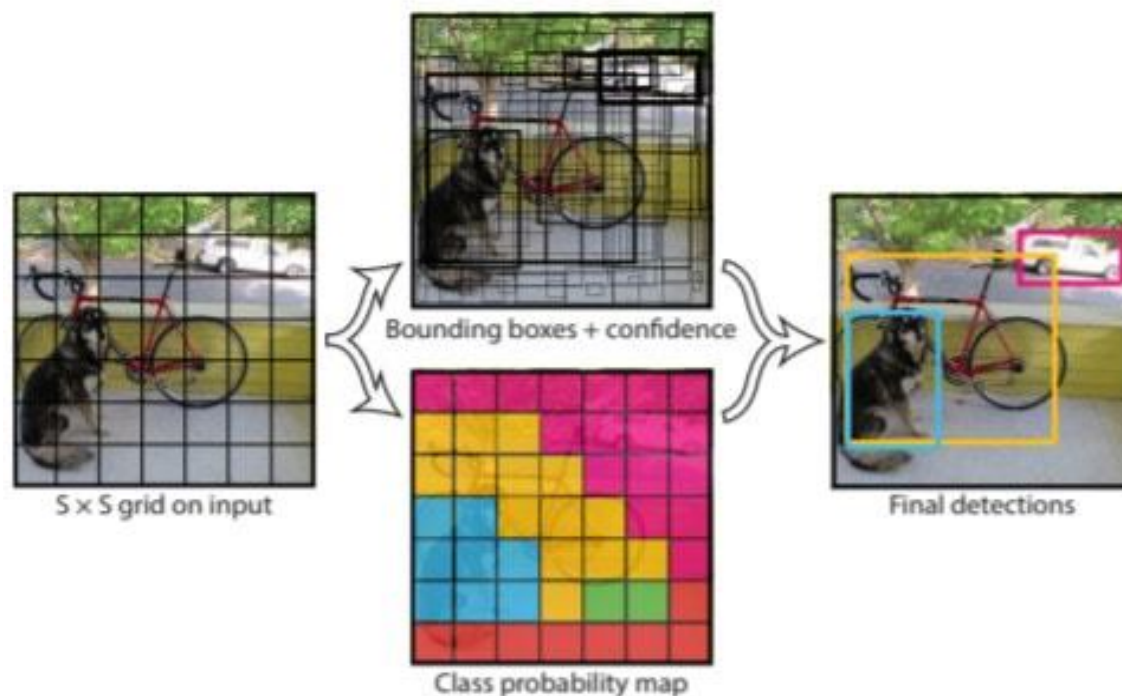 Bounding boxes + confidence
S × S grid on input
Final detections
Class probability map